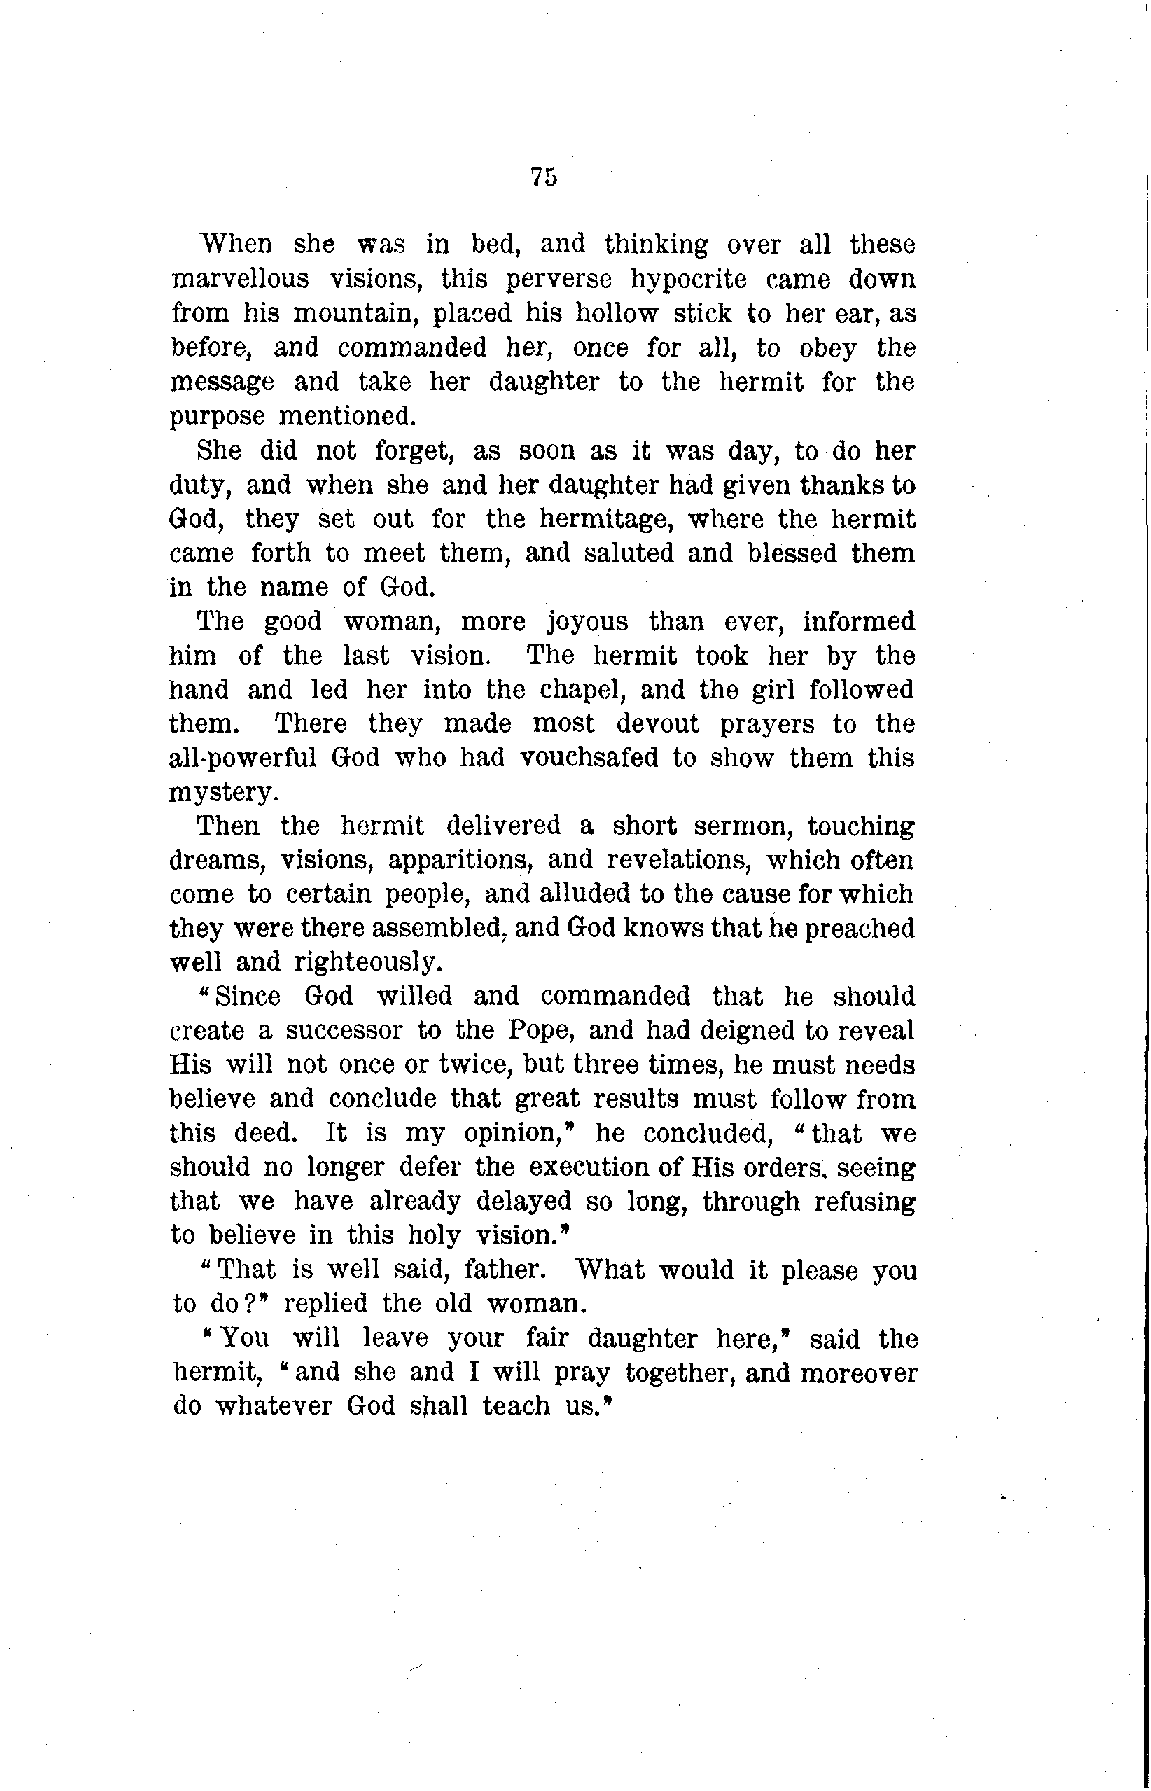 75
When she was in bed, and thinking over all these
marvellous visions, this perverse hypocrite came down
from his mountain, placed his hollow stick to her ear, as
before, and commanded her, once for all, to obey the
message and take her daughter to the hermit for the
purpose mentioned.
She did not forget, as soon as it was day, to do her
duty, and when she and her daughter had given thanks to
God, they set out for the hermitage, where the hermit
came forth to meet them, and saluted and blessed them
in the name of God.
The good woman, more joyous than ever, informed
him of the last vision. The hermit took her by the
hand and led her into the chapel, and the girl followed
them. There they made most devout prayers to the
all-powerful God who had vouchsafed to show them this
mystery.
Then the hermit delivered a short sermon, touching
dreams, visions, apparitions, and revelations, which often
come to certain people, and alluded to the cause for which
they were there assembled, and God knows that he preached
well and righteously.
"Since God willed and commanded that he should
create a successor to the Pope, and had deigned to reveal
His will not once or twice, but three times, he must needs
believe and conclude that great results must follow from
this deed. It is my opinion," he concluded, "that we
should no longer defer the execution of His orders, seeing
that we have already delayed so long, through refusing
to believe in this holy vision."
"That is well said, father. What would it please you
to do?" replied the old woman.
"You will leave your fair daughter here," said the
hermit, "and she and I will pray together, and moreover
do whatever God shall teach us."